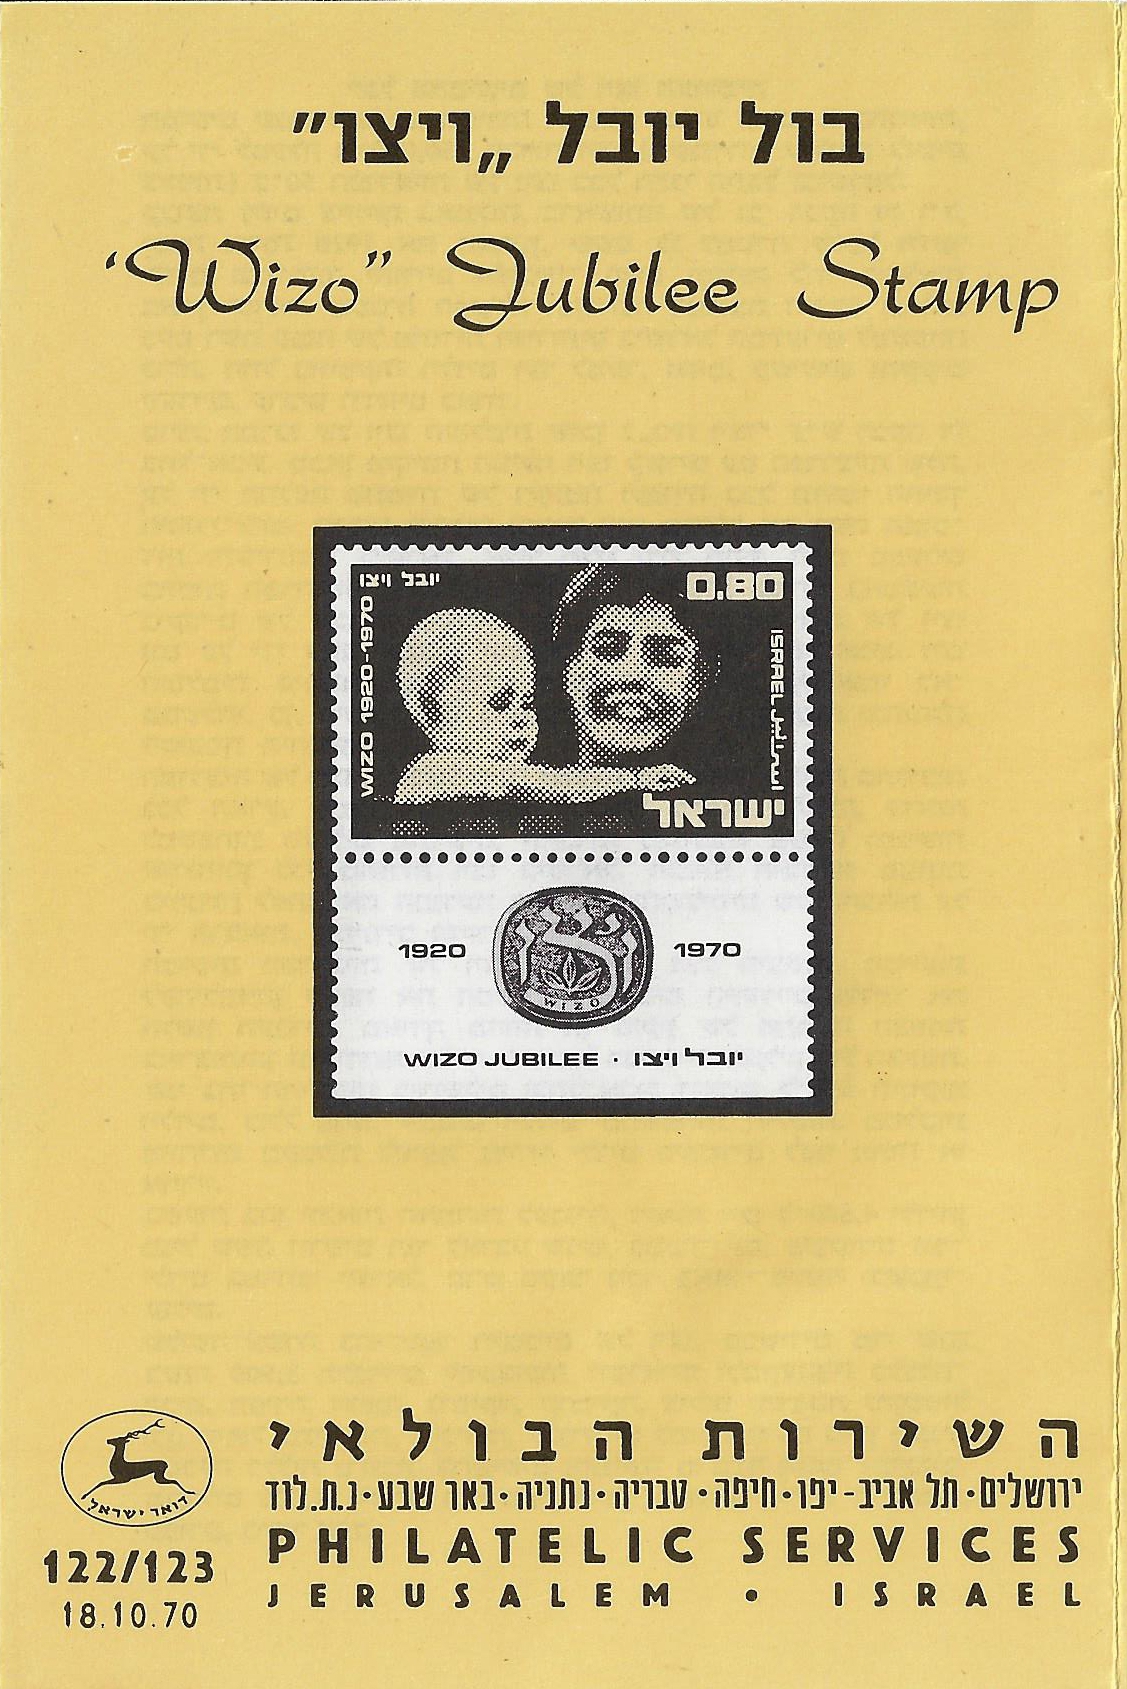 בול יובל „ויצו”
‘Wizo” Jubilee Stamp
יובל ויצו
0.80
WIZO 1920-1970
ISRAEL اسرائيل
ישראל
1920
1970
ויצו
WIZO
WIZO JUBILEE · יובל ויצו
השירות הבולאי
ירושלים · תל אביב-יפו · חיפה · טבריה · נתניה · באר שבע · נ.ת. לוד
PHILATELIC SERVICES
JERUSALEM • ISRAEL
דואר ישראל
122/123
18.10.70